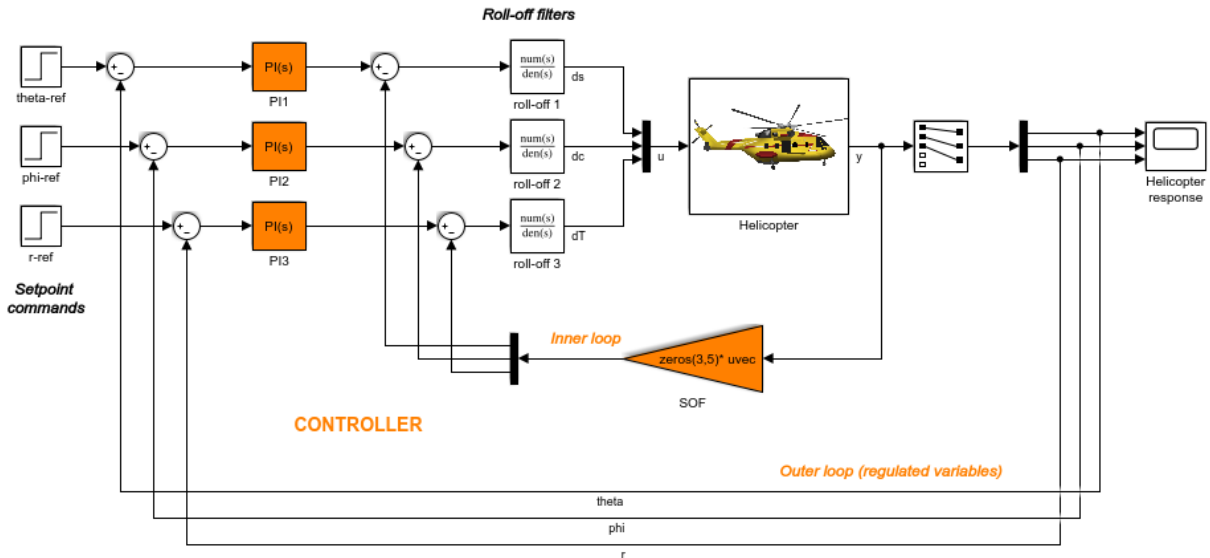 Roll-off filters
theta-ref
+
−
PI(s)
PI1
+
−
num(s)
den(s)
roll-off 1
ds
phi-ref
+
−
PI(s)
PI2
+
−
num(s)
den(s)
roll-off 2
dc
r-ref
+
−
PI(s)
PI3
+
−
num(s)
den(s)
roll-off 3
dT
u
Helicopter
y
Helicopter
response
Setpoint
commands
Inner loop
zeros(3,5)* uvec
SOF
CONTROLLER
Outer loop (regulated variables)
theta
phi
r